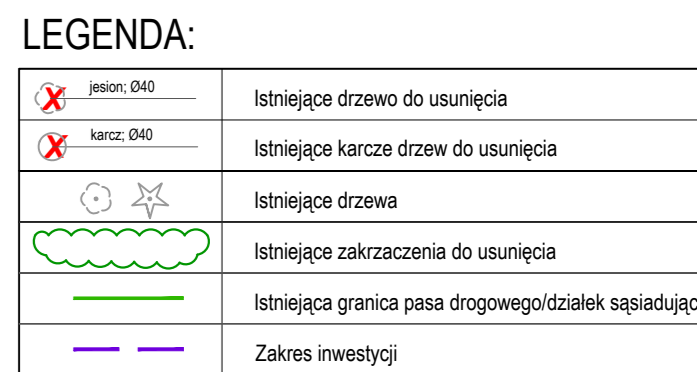 LEGENDA:
jesion; Ø40
Istniejące drzewo do usunięcia
karcz; Ø40
Istniejące karcze drzew do usunięcia
Istniejące drzewa
Istniejące zakrzaczenia do usunięcia
Istniejąca granica pasa drogowego/działek sąsiadując
Zakres inwestycji